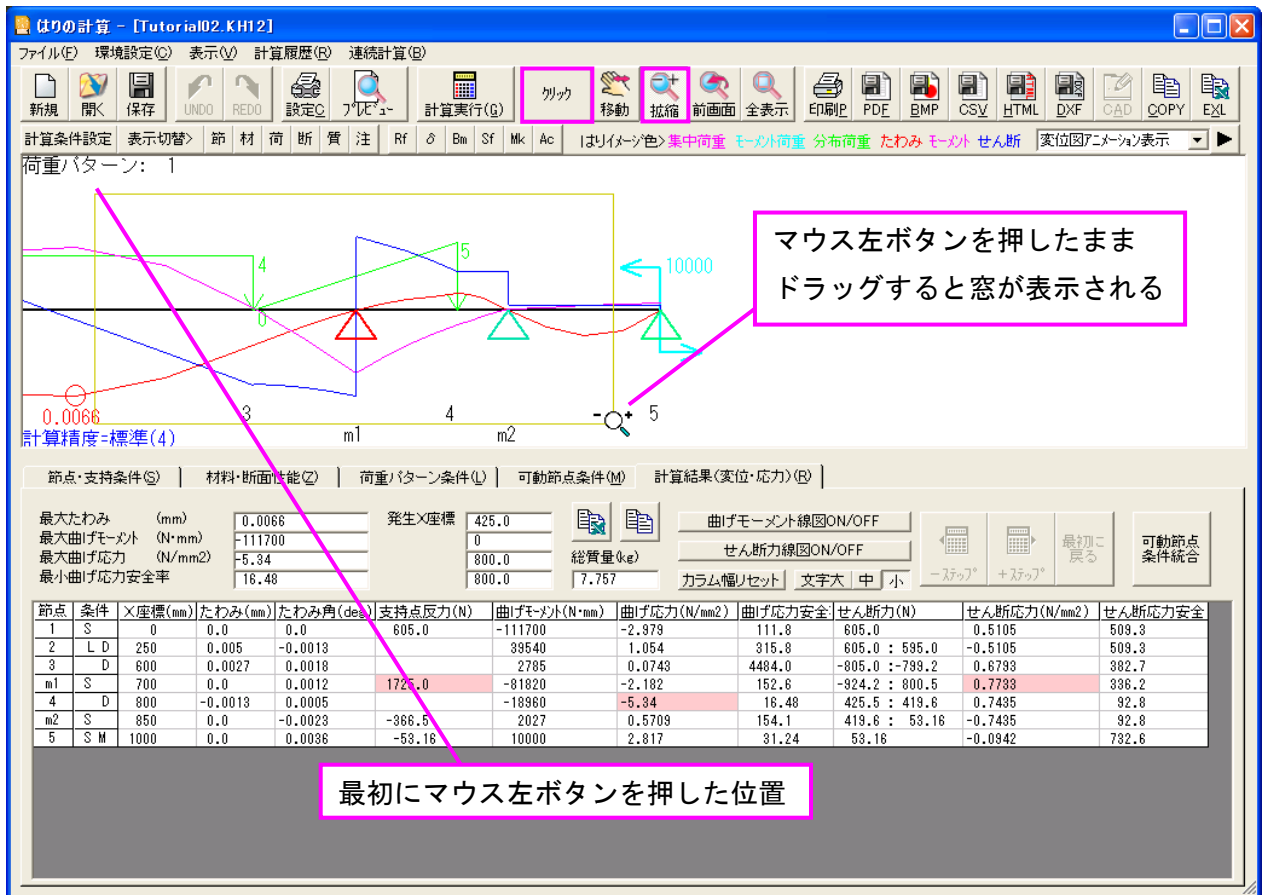 はりの計算 - [Tutorial02.KH12]
ファイル(F) 環境設定(C) 表示(V) 計算履歴(R) 連続計算(B)
新規 開く 保存 UNDO REDO 設定C プレビュー 計算実行(G) クリック 移動 拡縮 前画面 全表示 印刷P PDF BMP CSV HTML DXF CAD COPY EXL
計算条件設定 表示切替> 節 材 荷 断 質 注 Rf δ Bm Sf Mk Ac はりイメージ色>集中荷重 モーメント荷重 分布荷重 たわみ モーメント せん断 変位図アニメーション表示
荷重パターン: 1
マウス左ボタンを押したまま
ドラッグすると窓が表示される
4 5 10000
0
0.0066 3 4 5
計算精度=標準(4) m1 m2
節点・支持条件(S) 材料・断面性能(Z) 荷重パターン条件(L) 可動節点条件(M) 計算結果(変位・応力)(R)
最大たわみ (mm) 0.0066 発生X座標 425.0 曲げモーメント線図ON/OFF
最大曲げモーメント (N・mm) -111700 0
最大曲げ応力 (N/mm2) -5.34 800.0 総質量(kg) せん断力線図ON/OFF
最小曲げ応力安全率 16.48 800.0 7.757 カラム幅リセット 文字大 中 小
-ステップ +ステップ 最初に戻る 可動節点条件統合
節点 条件 X座標(mm) たわみ(mm) たわみ角(deg) 支持点反力(N) 曲げモーメント(N・mm) 曲げ応力(N/mm2) 曲げ応力安全 せん断力(N) せん断応力(N/mm2) せん断応力安全
1 S 0 0.0 0.0 605.0 -111700 -2.979 111.8 605.0 0.5105 509.3
2 L D 250 0.005 -0.0013 39540 1.054 315.8 605.0 : 595.0 -0.5105 509.3
3 D 600 0.0027 0.0018 2785 0.0743 4484.0 -805.0 :-799.2 0.6793 382.7
m1 S 700 0.0 0.0012 1725.0 -81820 -2.182 152.6 -924.2 : 800.5 0.7733 336.2
4 D 800 -0.0013 0.0005 -18960 -5.34 16.48 425.5 : 419.6 0.7435 92.8
m2 S 850 0.0 -0.0023 -366.5 2027 0.5709 154.1 419.6 : 53.16 -0.7435 92.8
5 S M 1000 0.0 0.0036 -53.16 10000 2.817 31.24 53.16 -0.0942 732.6
最初にマウス左ボタンを押した位置